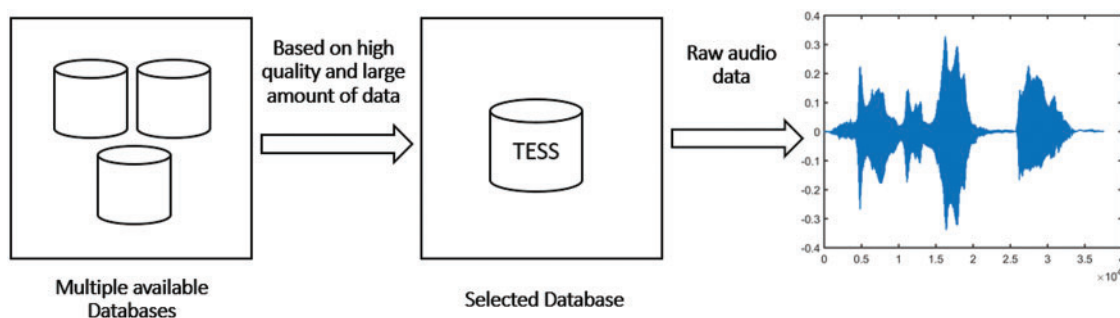 Based on high
quality and large
amount of data
TESS
Raw audio
data
0.4
0.3
0.2
0.1
0
-0.1
-0.2
-0.3
-0.4
0 0.5 1 1.5 2 2.5 3 3.5
Multiple available
Databases
Selected Database